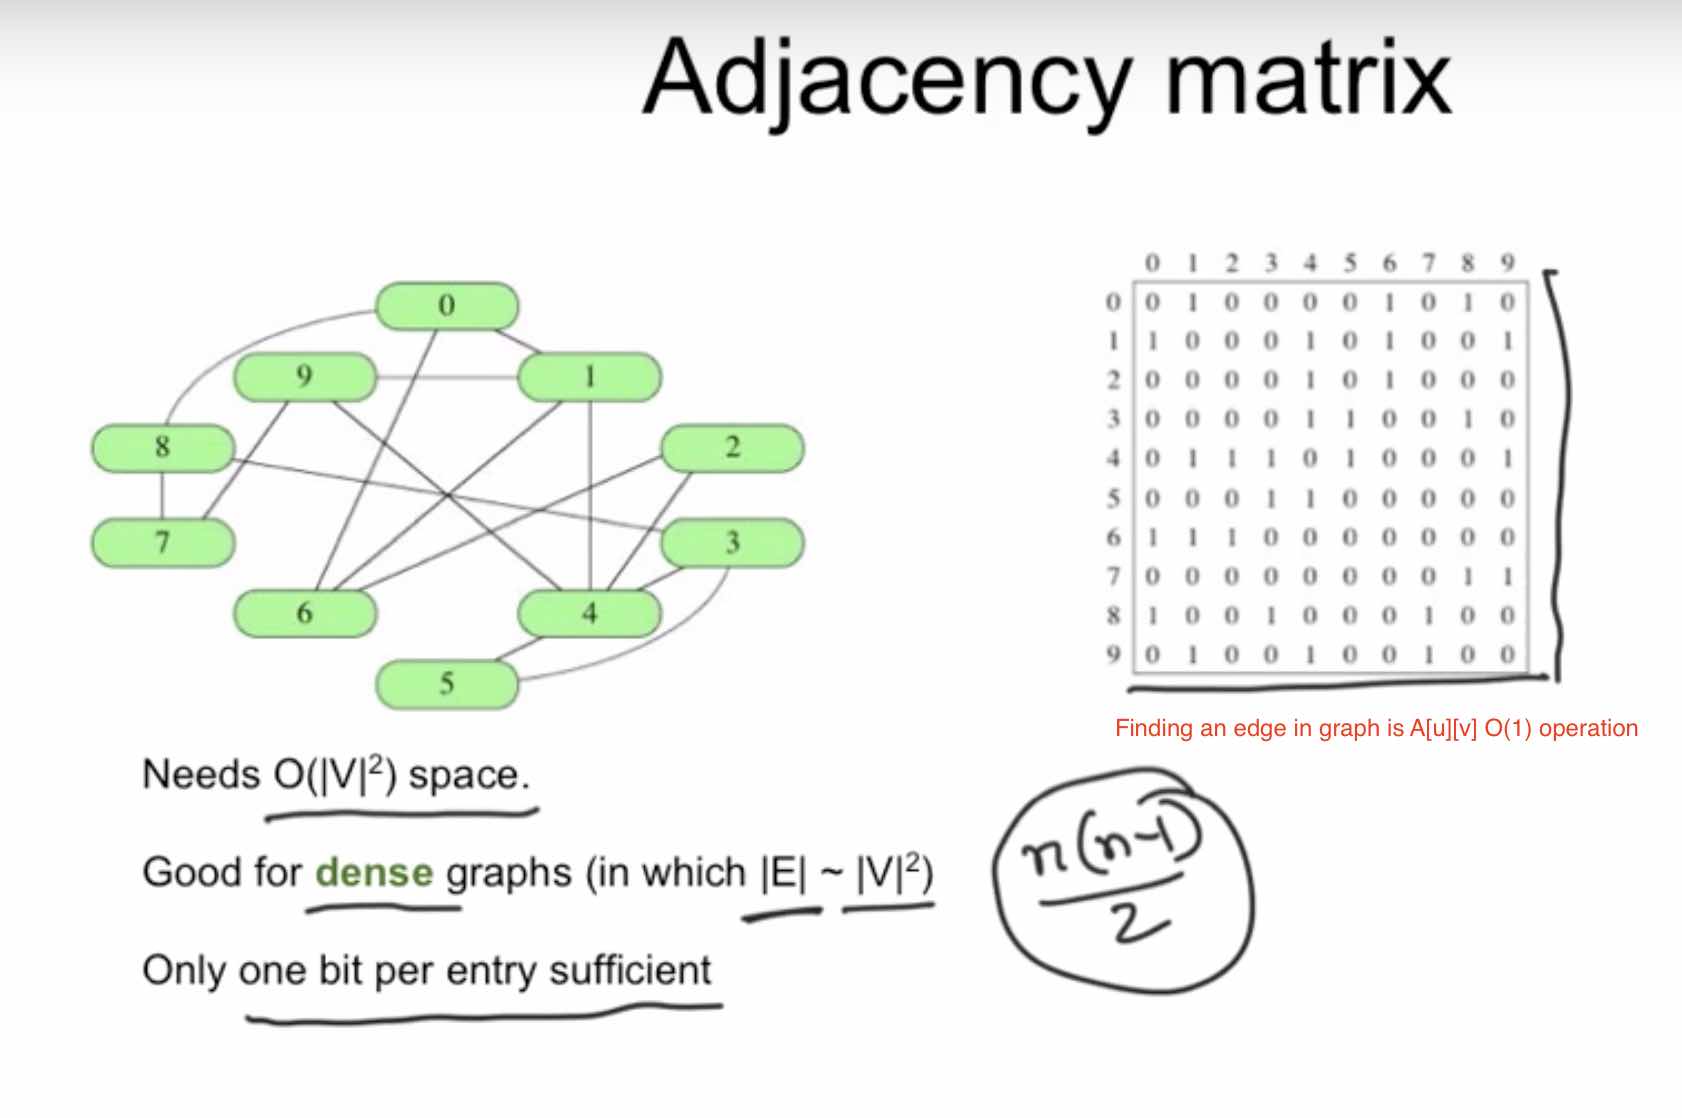 Adjacency matrix
0
9
1
8
2
7
3
6
4
5
0 1 2 3 4 5 6 7 8 9
0 0 1 0 0 0 0 1 0 1 0
1 1 0 0 0 1 0 1 0 0 1
2 0 0 0 0 1 0 1 0 0 0
3 0 0 0 0 1 1 0 0 1 0
4 0 1 1 1 0 1 0 0 0 1
5 0 0 0 1 1 0 0 0 0 0
6 1 1 1 0 0 0 0 0 0 0
7 0 0 0 0 0 0 0 0 1 1
8 1 0 0 1 0 0 0 1 0 0
9 0 1 0 0 1 0 0 1 0 0
Finding an edge in graph is A[u][v] O(1) operation
Needs O(|V|²) space.
Good for dense graphs (in which |E| ~ |V|²)
Only one bit per entry sufficient
n(n-1)
2